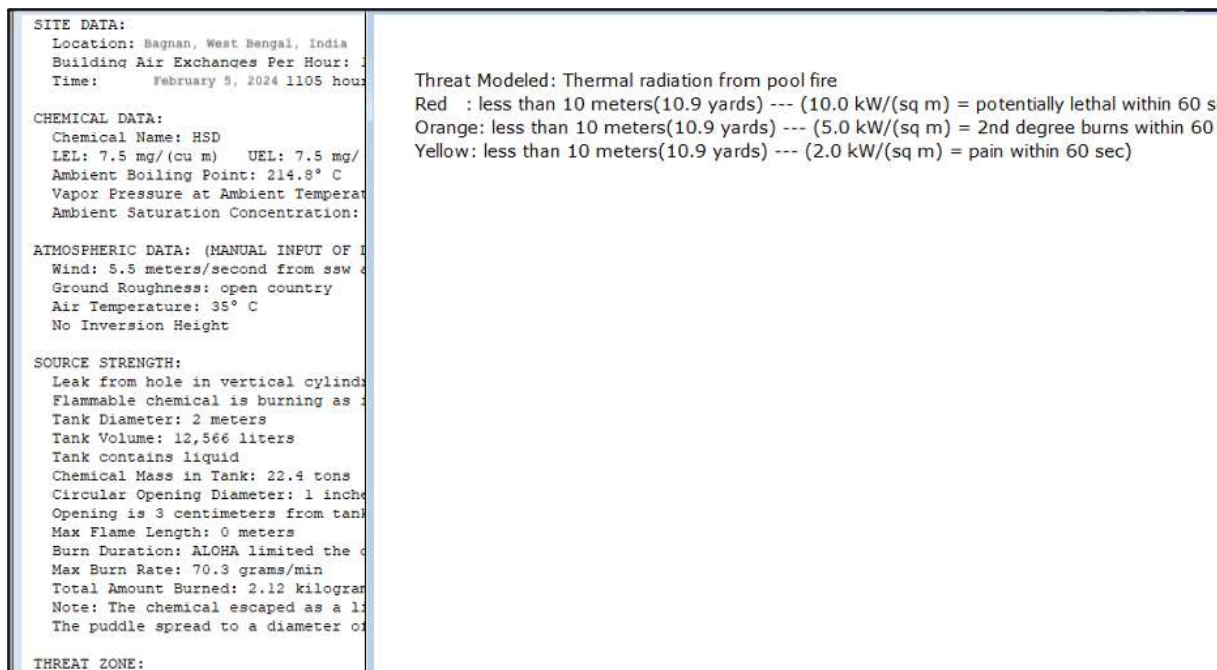 SITE DATA:
Location: Bagnan, West Bengal, India
Building Air Exchanges Per Hour:
Time: February 5, 2024 1105 hour
CHEMICAL DATA:
Chemical Name: HSD
LEL: 7.5 mg/(cu m) UEL: 7.5 mg/
Ambient Boiling Point: 214.8° C
Vapor Pressure at Ambient Temperat
Ambient Saturation Concentration:
ATMOSPHERIC DATA: (MANUAL INPUT OF
Wind: 5.5 meters/second from ssw
Ground Roughness: open country
Air Temperature: 35° C
No Inversion Height
SOURCE STRENGTH:
Leak from hole in vertical cylind
Flammable chemical is burning as
Tank Diameter: 2 meters
Tank Volume: 12,566 liters
Tank contains liquid
Chemical Mass in Tank: 22.4 tons
Circular Opening Diameter: 1 inche
Opening is 3 centimeters from tank
Max Flame Length: 0 meters
Burn Duration: ALOHA limited the
Max Burn Rate: 70.3 grams/min
Total Amount Burned: 2.12 kilogram
Note: The chemical escaped as a
The puddle spread to a diameter of
THREAT ZONE:
Threat Modeled: Thermal radiation from pool fire
Red : less than 10 meters(10.9 yards) --- (10.0 kW/(sq m) = potentially lethal within 60 s
Orange: less than 10 meters(10.9 yards) --- (5.0 kW/(sq m) = 2nd degree burns within 60
Yellow: less than 10 meters(10.9 yards) --- (2.0 kW/(sq m) = pain within 60 sec)